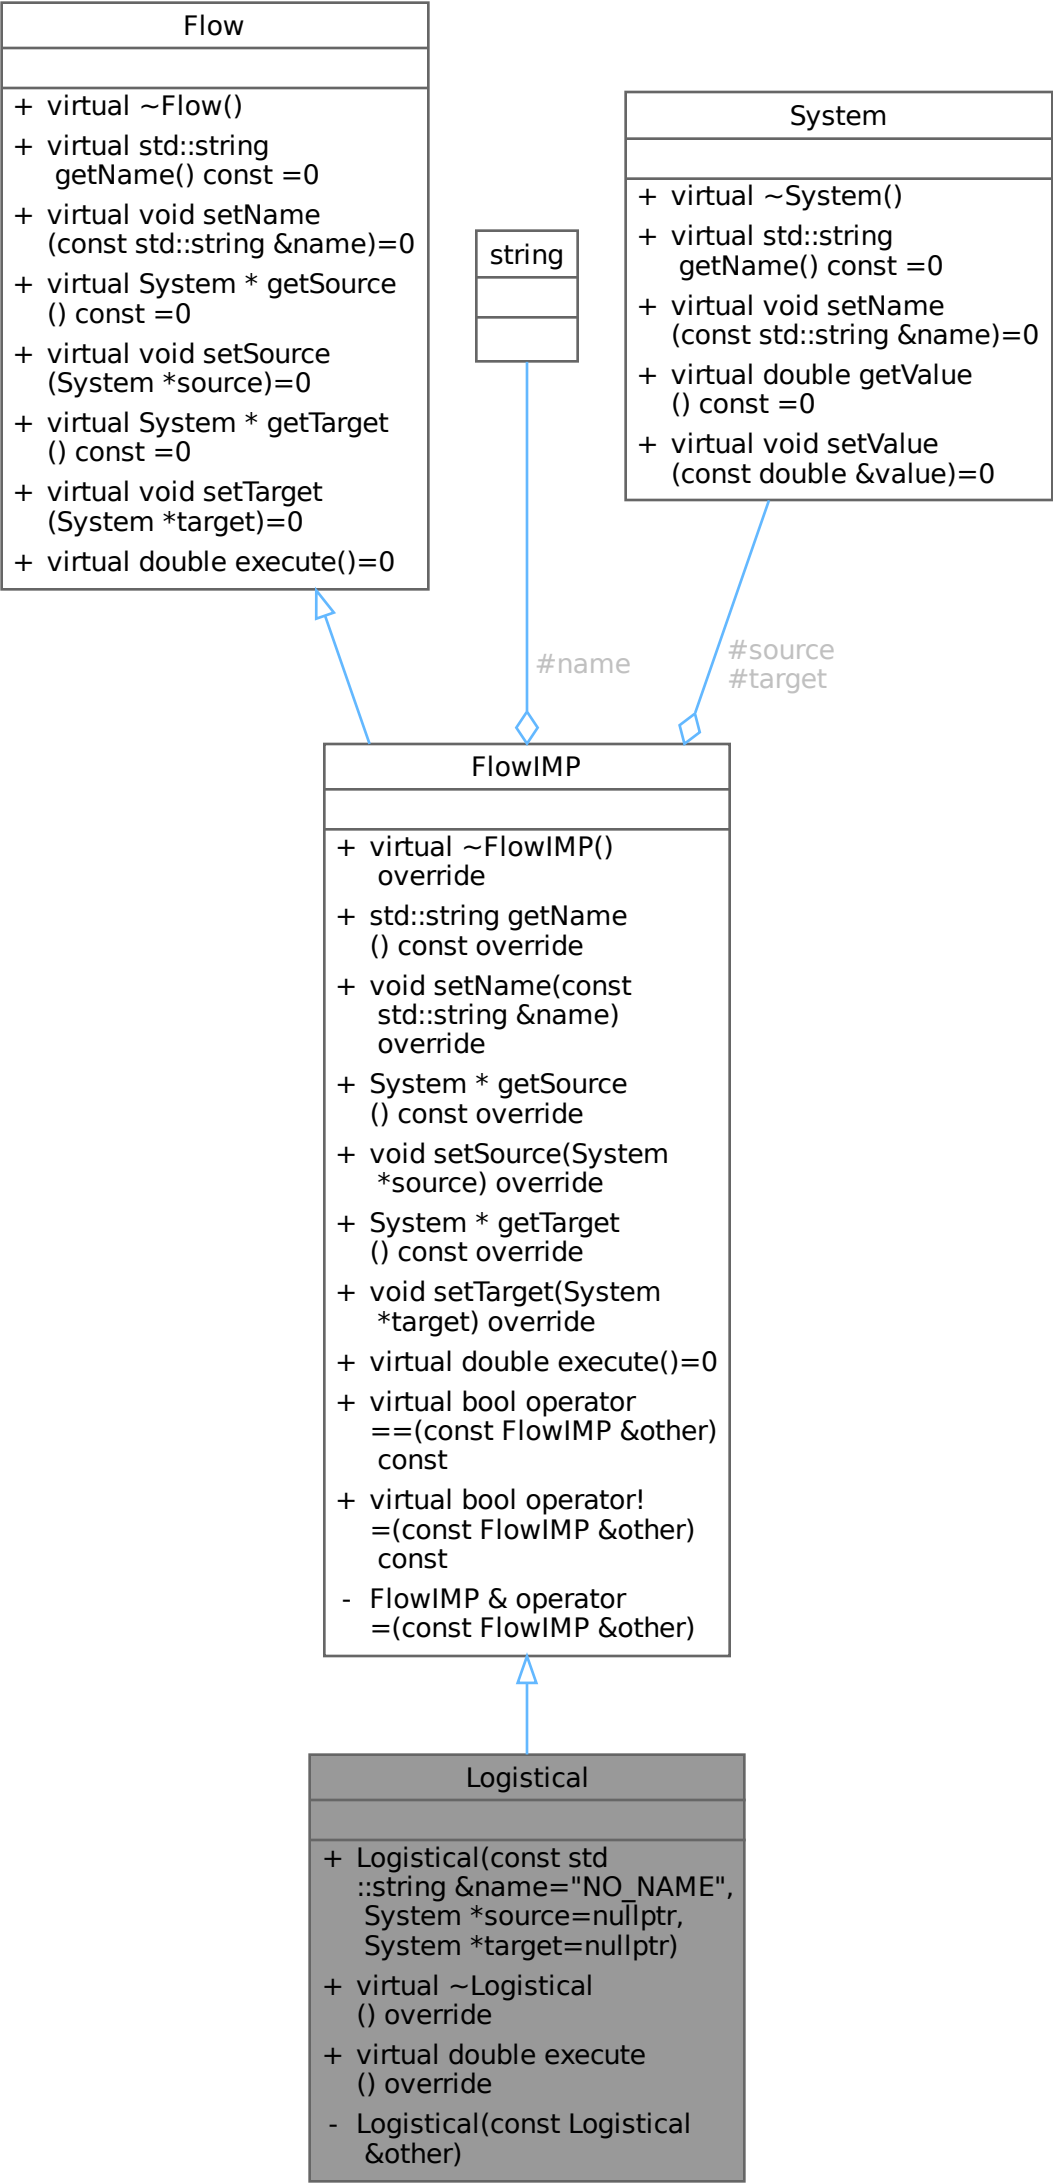 Flow
+ virtual ~Flow()
+ virtual std::string
getName() const =0
+ virtual void setName
(const std::string &name)=0
+ virtual System * getSource
() const =0
+ virtual void setSource
(System *source)=0
+ virtual System * getTarget
() const =0
+ virtual void setTarget
(System *target)=0
+ virtual double execute()=0
string
System
+ virtual ~System()
+ virtual std::string
getName() const =0
+ virtual void setName
(const std::string &name)=0
+ virtual double getValue
() const =0
+ virtual void setValue
(const double &value)=0
#name
#source
#target
FlowIMP
+ virtual ~FlowIMP()
override
+ std::string getName
() const override
+ void setName(const
std::string &name)
override
+ System * getSource
() const override
+ void setSource(System
*source) override
+ System * getTarget
() const override
+ void setTarget(System
*target) override
+ virtual double execute()=0
+ virtual bool operator
==(const FlowIMP &other)
const
+ virtual bool operator!
=(const FlowIMP &other)
const
- FlowIMP & operator
=(const FlowIMP &other)
Logistical
+ Logistical(const std
::string &name="NO_NAME",
System *source=nullptr,
System *target=nullptr)
+ virtual ~Logistical
() override
+ virtual double execute
() override
- Logistical(const Logistical
&other)